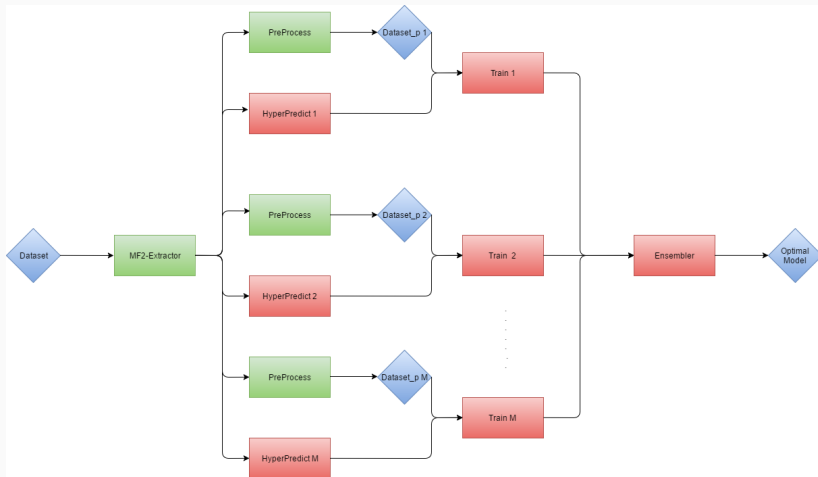 PreProcess
Dataset_p 1
Train 1
HyperPredict 1
PreProcess
Dataset_p 2
Dataset
MF2-Extractor
Train 2
Ensembler
Optimal
Model
HyperPredict 2
PreProcess
Dataset_p M
Train M
HyperPredict M